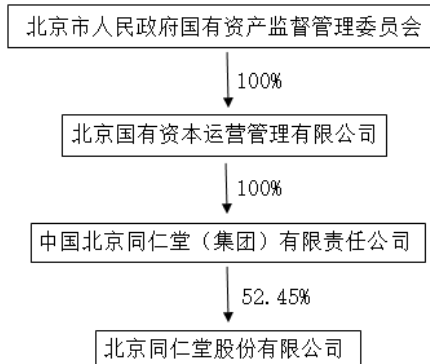 北京市人民政府国有资产监督管理委员会
100%
北京国有资本运营管理有限公司
100%
中国北京同仁堂（集团）有限责任公司
52.45%
北京同仁堂股份有限公司